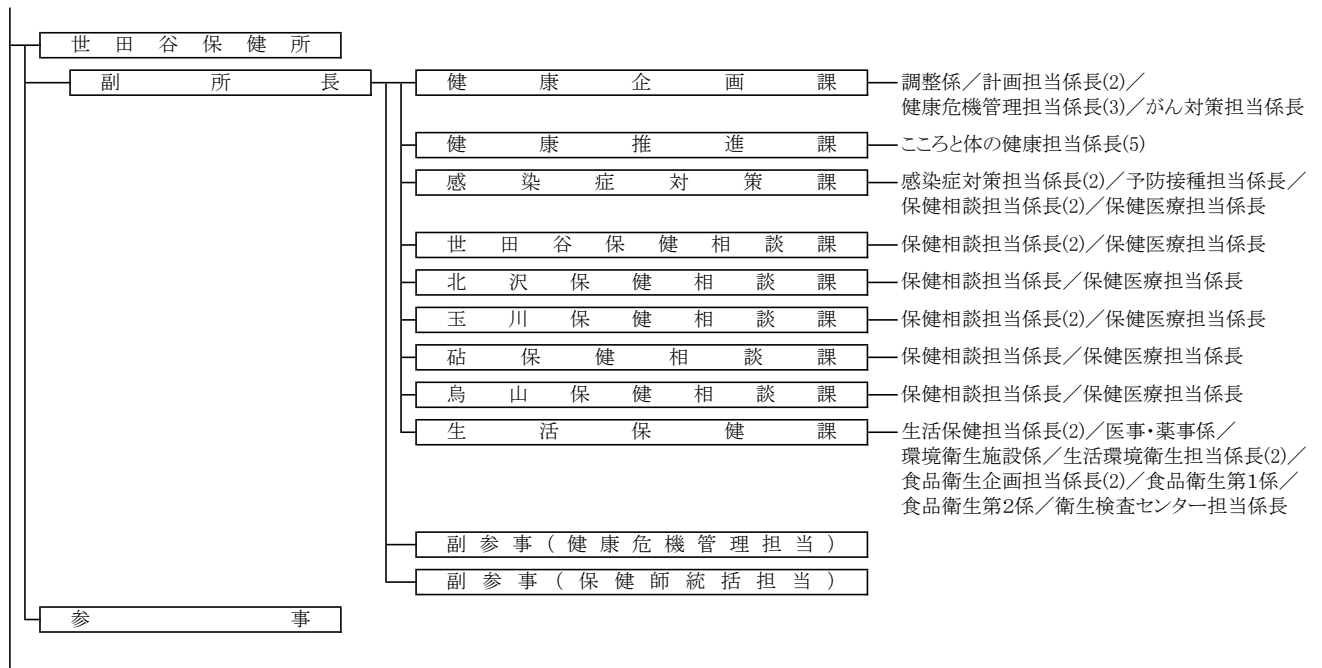 世田谷保健所
副所長
健康企画課
調整係／計画担当係長(2)／
健康危機管理担当係長(3)／がん対策担当係長
健康推進課
こころと体の健康担当係長(5)
感染症対策課
感染症対策担当係長(2)／予防接種担当係長／
保健相談担当係長(2)／保健医療担当係長
世田谷保健相談課
保健相談担当係長(2)／保健医療担当係長
北沢保健相談課
保健相談担当係長／保健医療担当係長
玉川保健相談課
保健相談担当係長(2)／保健医療担当係長
砧保健相談課
保健相談担当係長／保健医療担当係長
烏山保健相談課
保健相談担当係長／保健医療担当係長
生活保健課
生活保健担当係長(2)／医事・薬事係／
環境衛生施設係／生活環境衛生担当係長(2)／
食品衛生企画担当係長(2)／食品衛生第1係／
食品衛生第2係／衛生検査センター担当係長
副参事(健康危機管理担当)
副参事(保健師統括担当)
参事